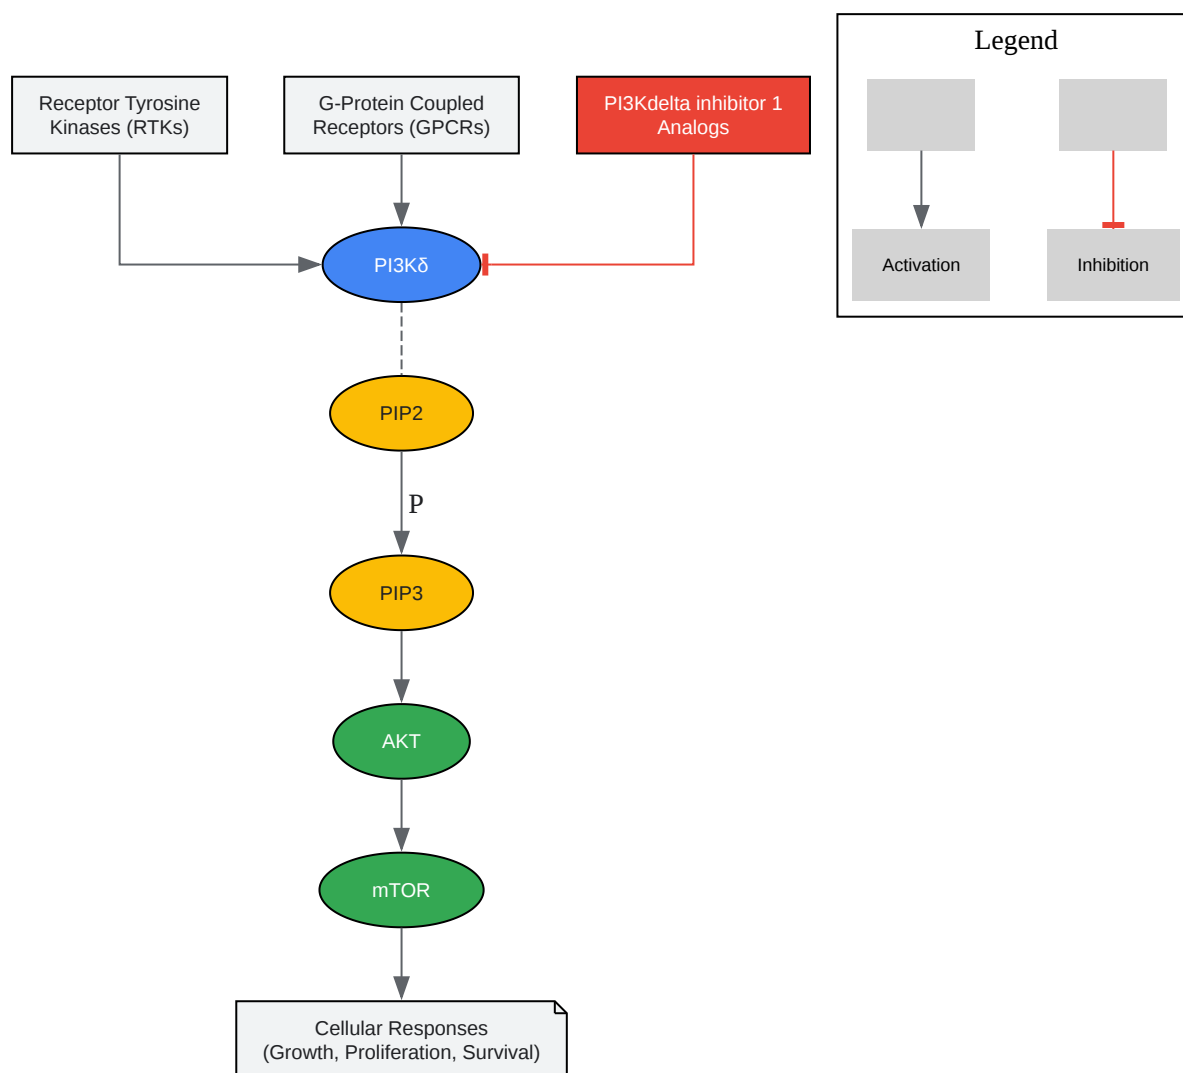 Legend
Receptor Tyrosine
Kinases (RTKs)
G-Protein Coupled
Receptors (GPCRs)
PI3Kdelta inhibitor 1
Analogs
PI3Kδ
Activation
Inhibition
PIP2
P
PIP3
AKT
mTOR
Cellular Responses
(Growth, Proliferation, Survival)